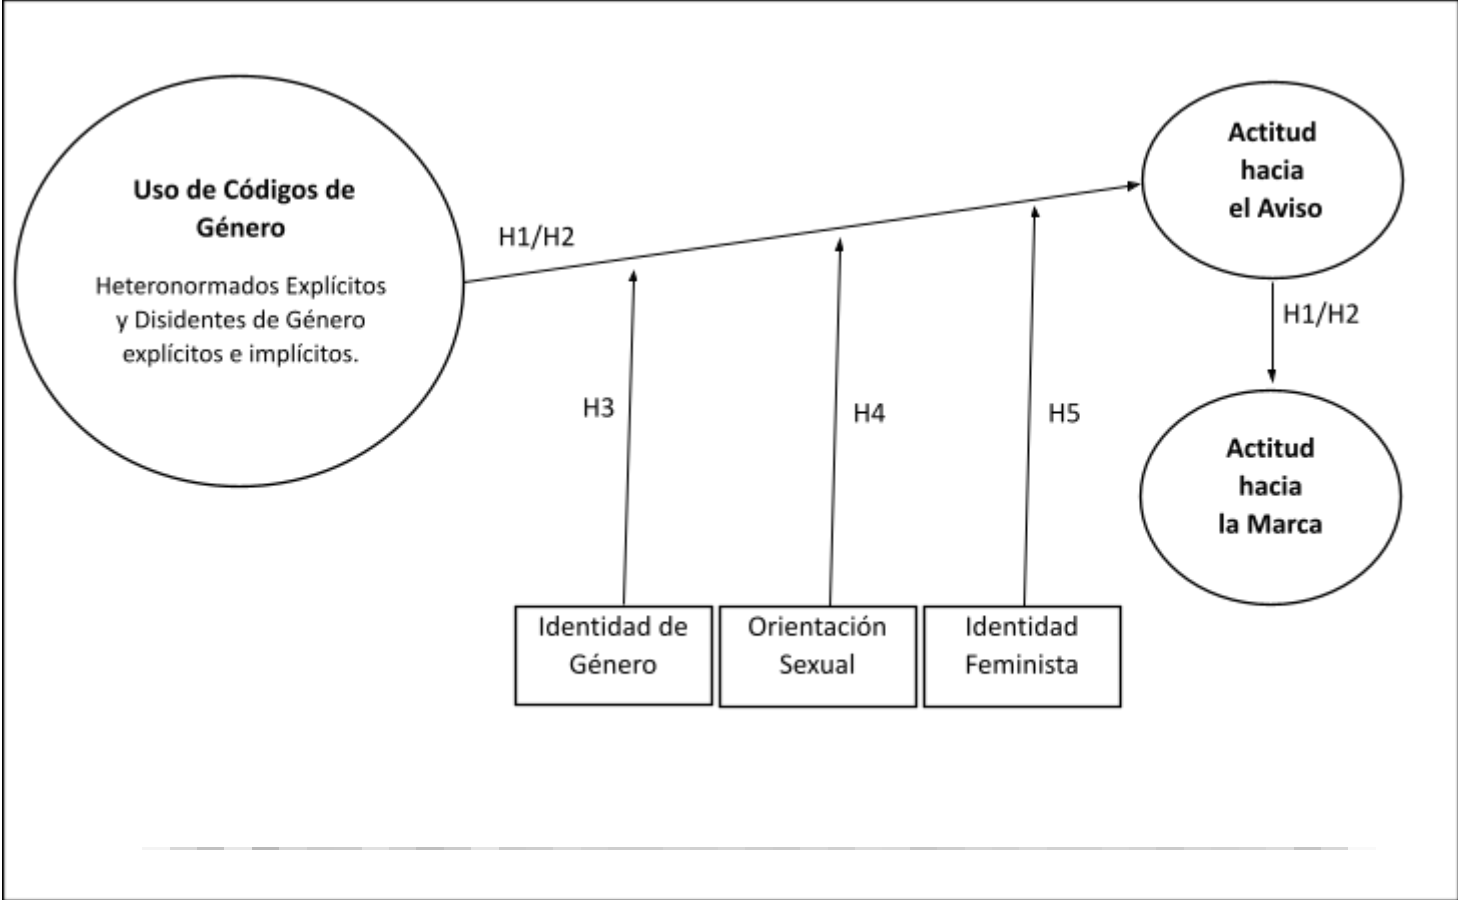 Uso de Códigos de
Género
Heteronormados Explícitos
y Disidentes de Género
explícitos e implícitos.
H1/H2
Actitud
hacia
el Aviso
H1/H2
Actitud
hacia
la Marca
H3
H4
H5
Identidad de
Género
Orientación
Sexual
Identidad
Feminista